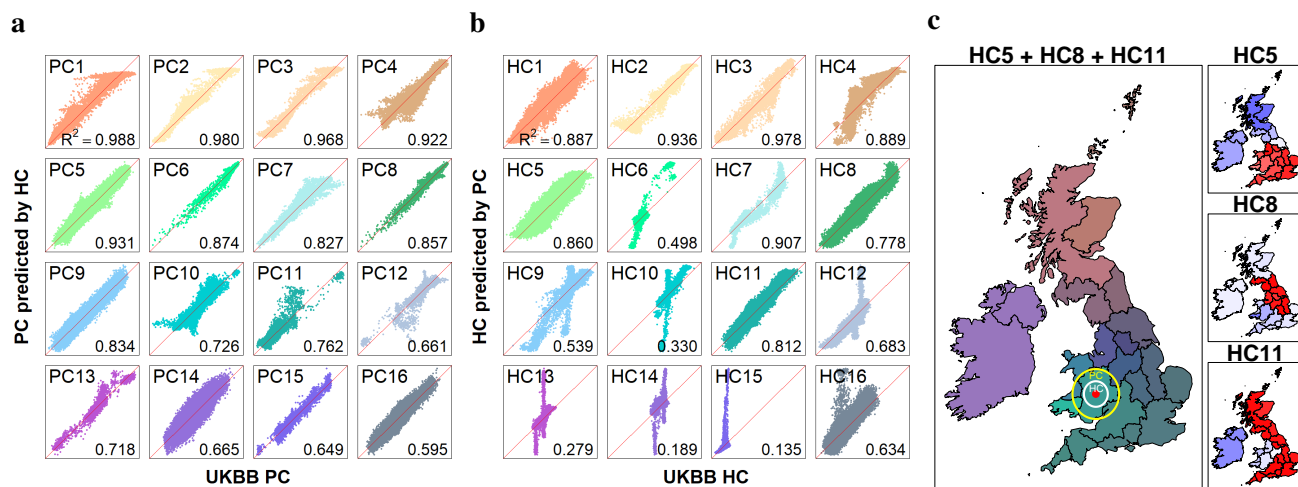 a
PC predicted by HC
PC1
R² = 0.988
PC2
0.980
PC3
0.968
PC4
0.922
PC5
0.931
PC6
0.874
PC7
0.827
PC8
0.857
PC9
0.834
PC10
0.726
PC11
0.762
PC12
0.661
PC13
0.718
PC14
0.665
PC15
0.649
PC16
0.595
UKBB PC
b
HC predicted by PC
HC1
R² = 0.887
HC2
0.936
HC3
0.978
HC4
0.889
HC5
0.860
HC6
0.498
HC7
0.907
HC8
0.778
HC9
0.539
HC10
0.330
HC11
0.812
HC12
0.683
HC13
0.279
HC14
0.189
HC15
0.135
HC16
0.634
UKBB HC
c
HC5 + HC8 + HC11
PC
HC
HC5
HC8
HC11